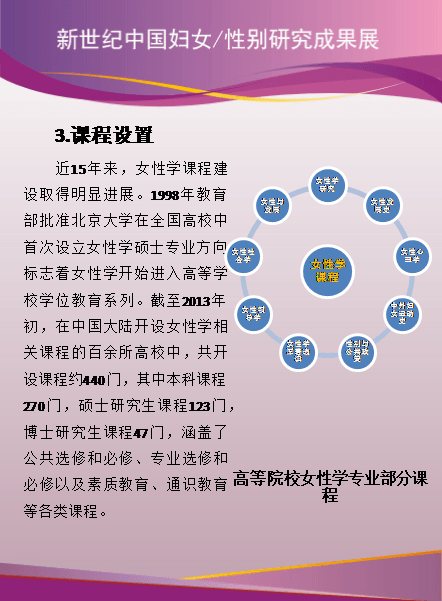 新世纪中国妇女/性别研究成果展
3.课程设置
近15年来，女性学课程建
设取得明显进展。1998年教育
部批准北京大学在全国高校中
首次设立女性学硕士专业方向
标志着女性学开始进入高等学
校学位教育系列。截至2013年
初，在中国大陆开设女性学相
关课程的百余所高校中，共开
设课程约440门，其中本科课程
270门，硕士研究生课程123门，
博士研究生课程47门，涵盖了
公共选修和必修、专业选修和
必修以及素质教育、通识教育
等各类课程。
女性学
研究
女性发
展史
女性心
理学
中外妇
女运动
史
性别与
公共政
策
女性学
女性领
导学
女性社
会学
女性与
发展
女性学
课程
高等院校女性学专业部分课
程